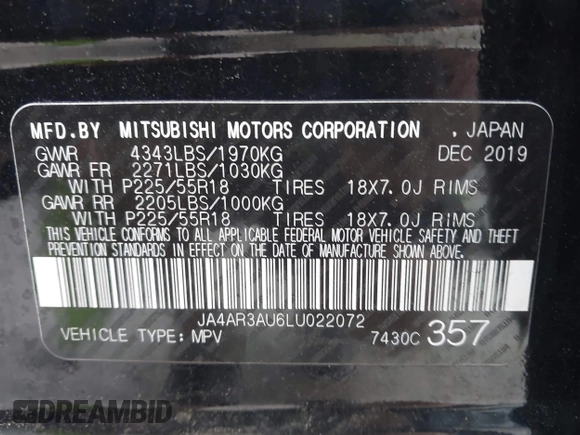 MFD.BY MITSUBISHI MOTORS CORPORATION , JAPAN
GVWR 4343LBS/1970KG DEC 2019
GAWR FR 2271LBS/1030KG
WITH P225/55R18 TIRES 18X7.0J RIMS
GAWR RR 2205LBS/1000KG
WITH P225/55R18 TIRES 18X7.0J RIMS
THIS VEHICLE CONFORMS TO ALL APPLICABLE FEDERAL MOTOR VEHICLE SAFETY AND THEFT
PREVENTION STANDARDS IN EFFECT ON THE DATE OF MANUFACTURE SHOWN ABOVE.
JA4AR3AU6LU022072
VEHICLE TYPE: MPV 7430C 357
DREAMBID